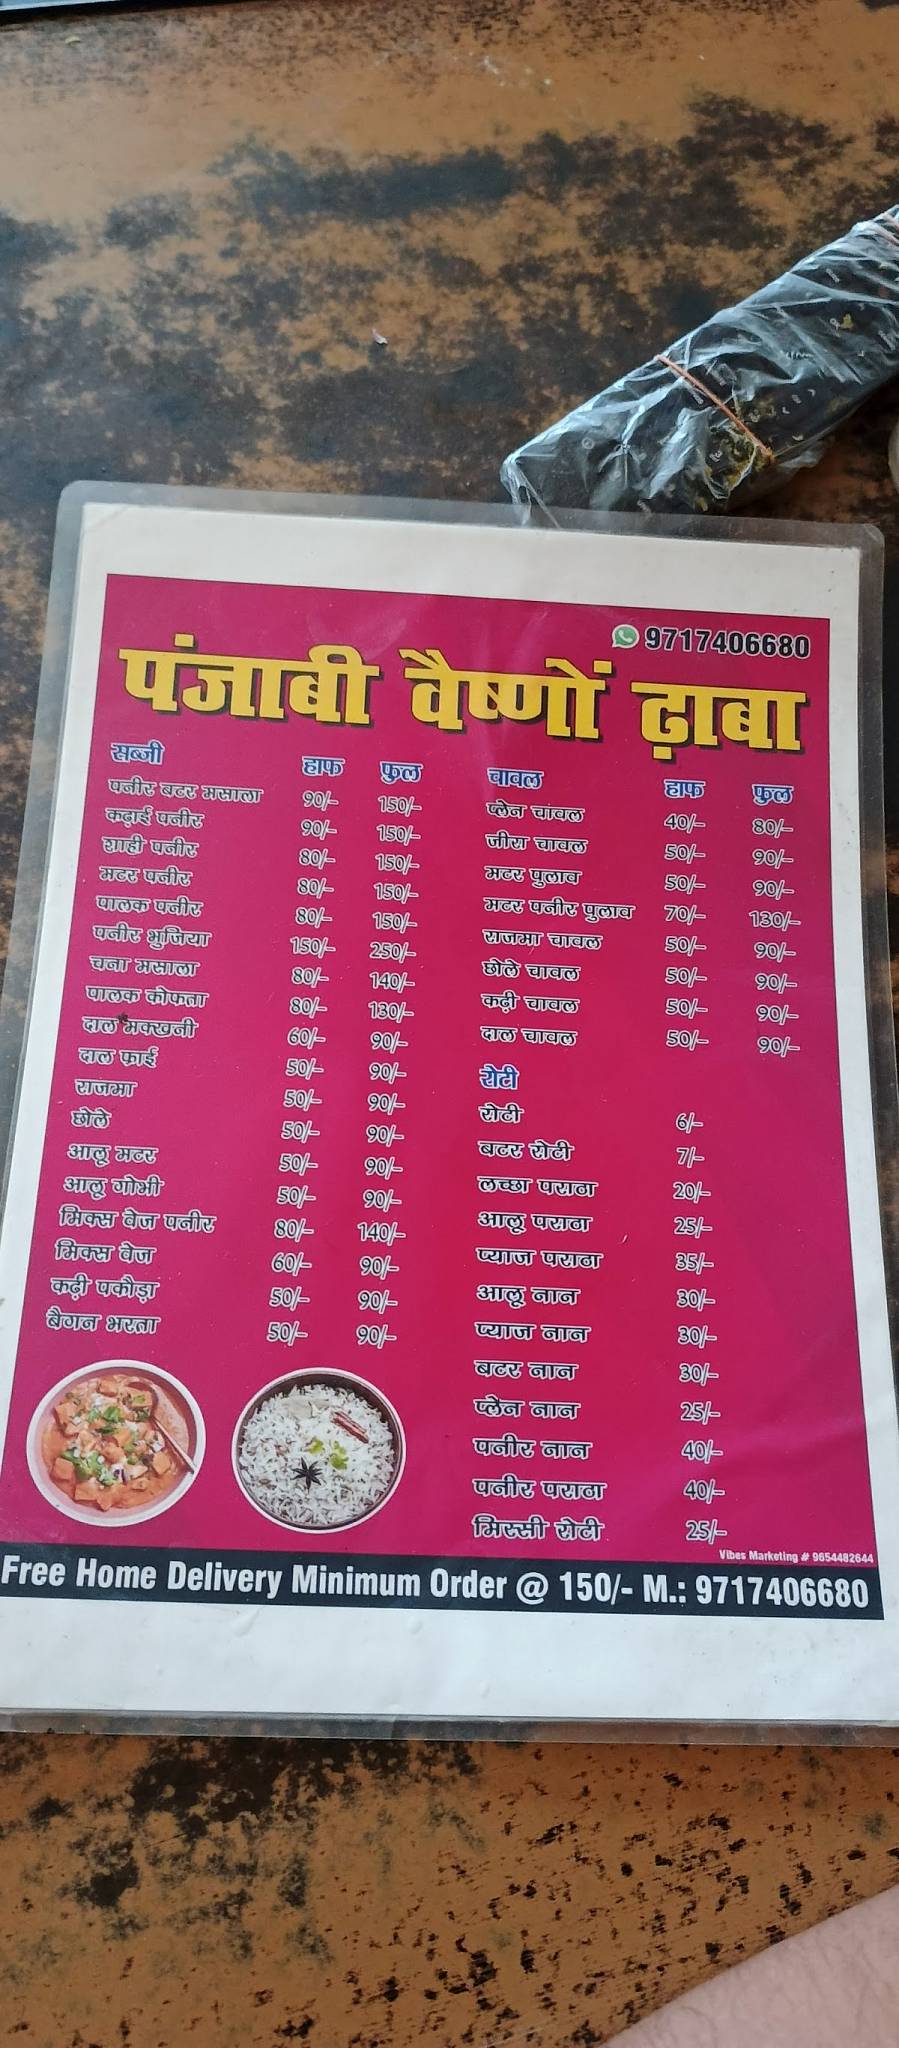 9717406680
पंजाबी वैष्णों ढ़ाबा
सब्जी हाफ फुल
पनीर बटर मसाला 90/- 150/-
कढ़ाई पनीर 90/- 150/-
शाही पनीर 80/- 150/-
मटर पनीर 80/- 150/-
पालक पनीर 80/- 150/-
पनीर भुजिया 150/- 250/-
चना मसाला 80/- 140/-
पालक कोफता 80/- 130/-
दाल मक्खनी 60/- 90/-
दाल फ्राई 50/- 90/-
राजमा 50/- 90/-
छोले 50/- 90/-
आलू मटर 50/- 90/-
आलू गोभी 50/- 90/-
मिक्स वेज पनीर 80/- 140/-
मिक्स वेज 60/- 90/-
कढ़ी पकौड़ा 50/- 90/-
बैगन भरता 50/- 90/-
चावल हाफ फुल
प्लेन चावल 40/- 80/-
जीरा चावल 50/- 90/-
मटर पुलाव 50/- 90/-
मटर पनीर पुलाव 70/- 130/-
राजमा चावल 50/- 90/-
छोले चावल 50/- 90/-
कढ़ी चावल 50/- 90/-
दाल चावल 50/- 90/-
रोटी
रोटी 6/-
बटर रोटी 7/-
लच्छा पराठा 20/-
आलू पराठा 25/-
प्याज पराठा 35/-
आलू नान 30/-
प्याज नान 30/-
बटर नान 30/-
प्लेन नान 25/-
पनीर नान 40/-
पनीर पराठा 40/-
मिस्सी रोटी 25/-
Vibes Marketing # 9654482644
Free Home Delivery Minimum Order @ 150/- M.: 9717406680